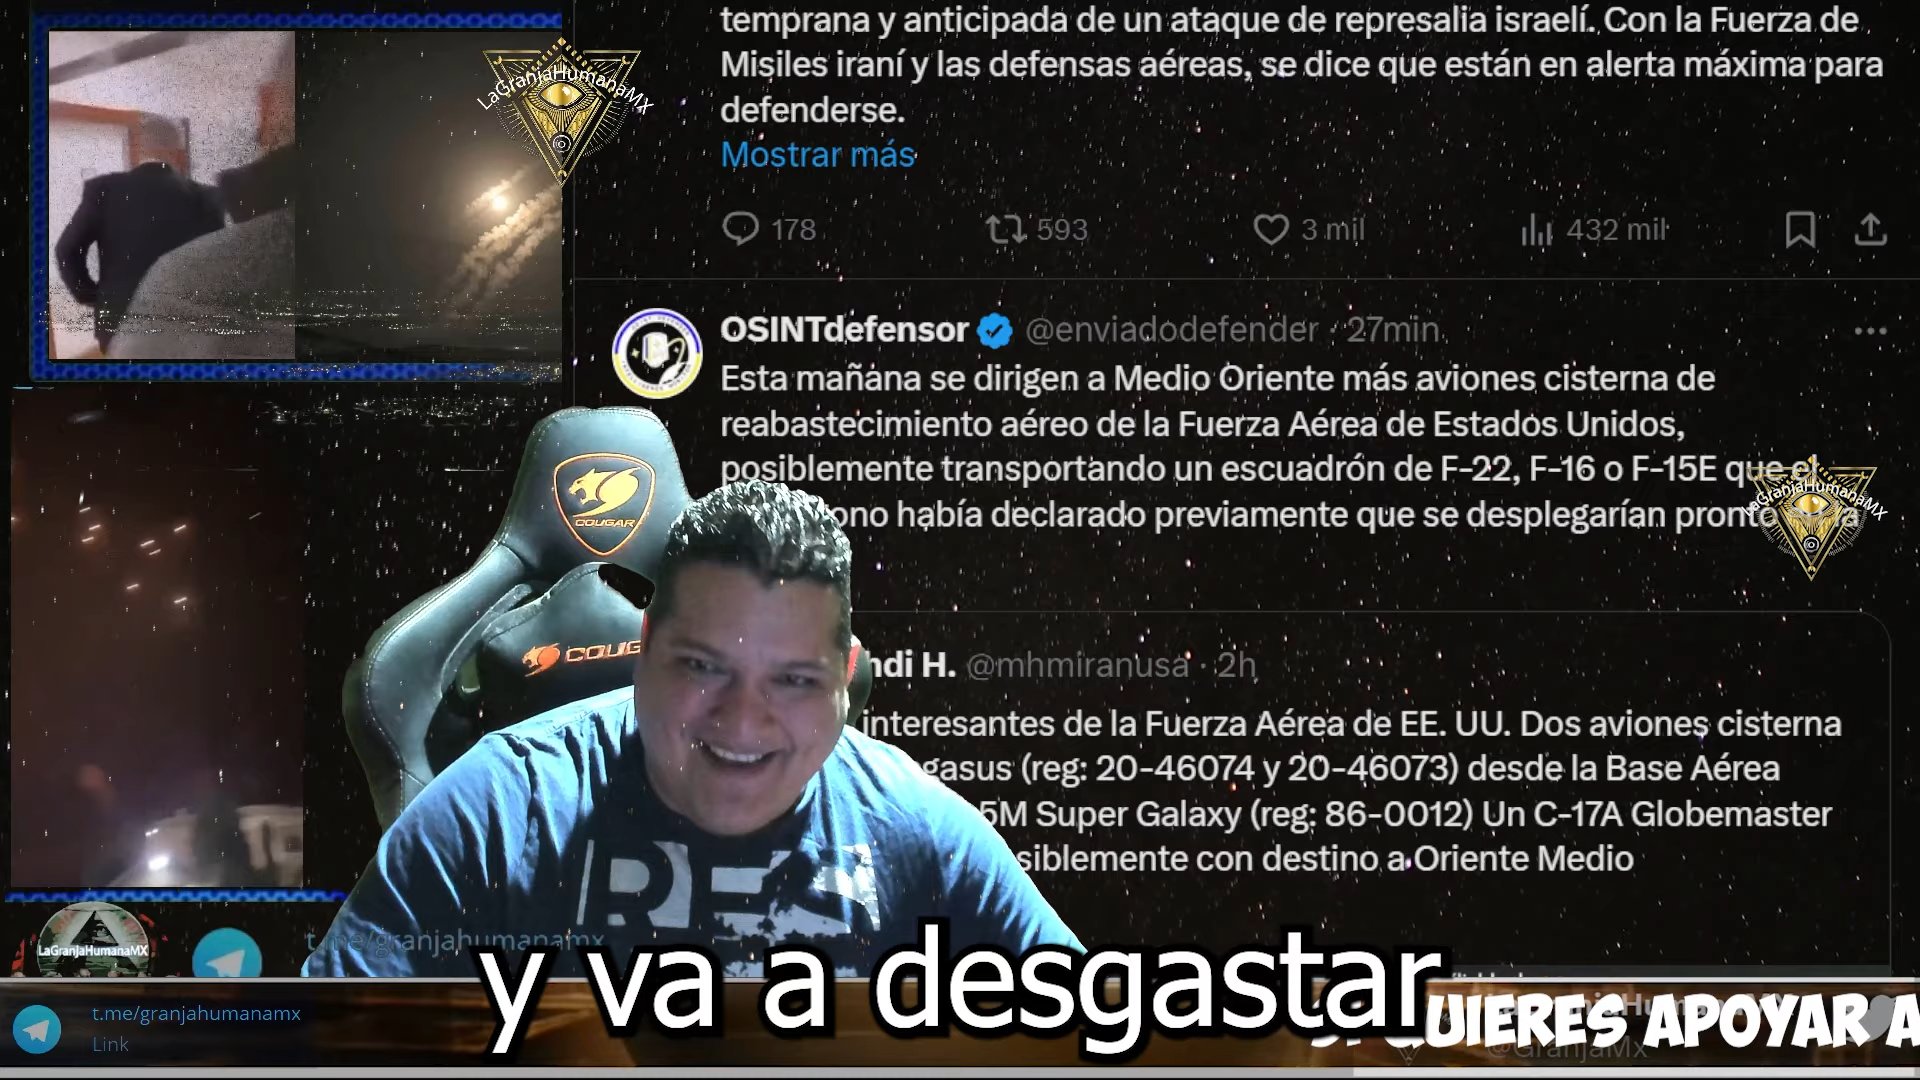 temprana y anticipada de un ataque de represalia israelí. Con la Fuerza de
Misiles iraní y las defensas aéreas, se dice que están en alerta máxima para
defenderse.
Mostrar más
178 593 3 mil 432 mil
LaGranjaHumanaMX
OSINTdefensor @enviadodefender · 27min
Esta mañana se dirigen a Medio Oriente más aviones cisterna de
reabastecimiento aéreo de la Fuerza Aérea de Estados Unidos,
posiblemente transportando un escuadrón de F-22, F-16 o F-15E que el
ono había declarado previamente que se desplegarían pronto
LaGranjaHumanaMX
COUGAR
COUG
hdi H. @mhmiranusa · 2h
interesantes de la Fuerza Aérea de EE. UU. Dos aviones cisterna
gasus (reg: 20-46074 y 20-46073) desde la Base Aérea
5M Super Galaxy (reg: 86-0012) Un C-17A Globemaster
siblemente con destino a Oriente Medio
RES
LaGranjaHumanaMX
t.me/granjahumanamx
y va a desgastar
t.me/granjahumanamx
Link
UIERES APOYAR A
@GranjaMx